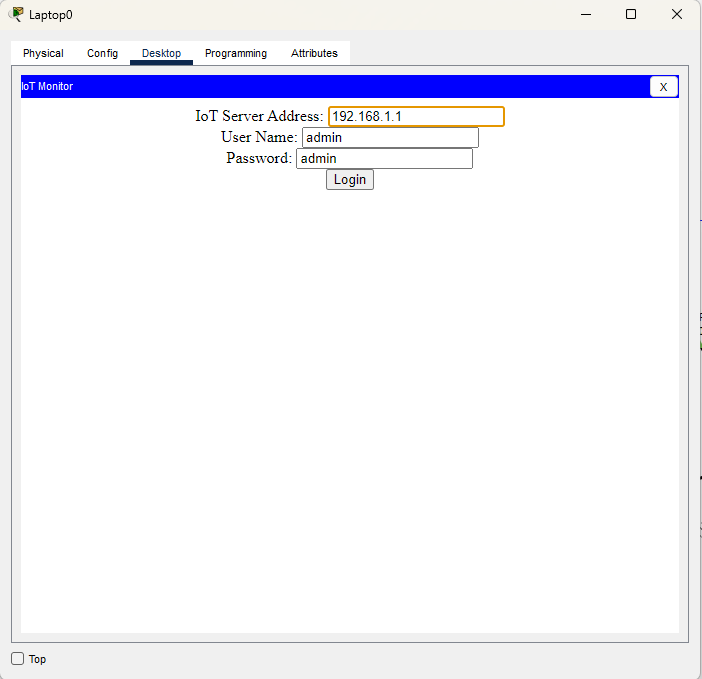 Laptop0
Physical Config Desktop Programming Attributes
IoT Monitor X
IoT Server Address: 192.168.1.1
User Name: admin
Password: admin
Login
Top